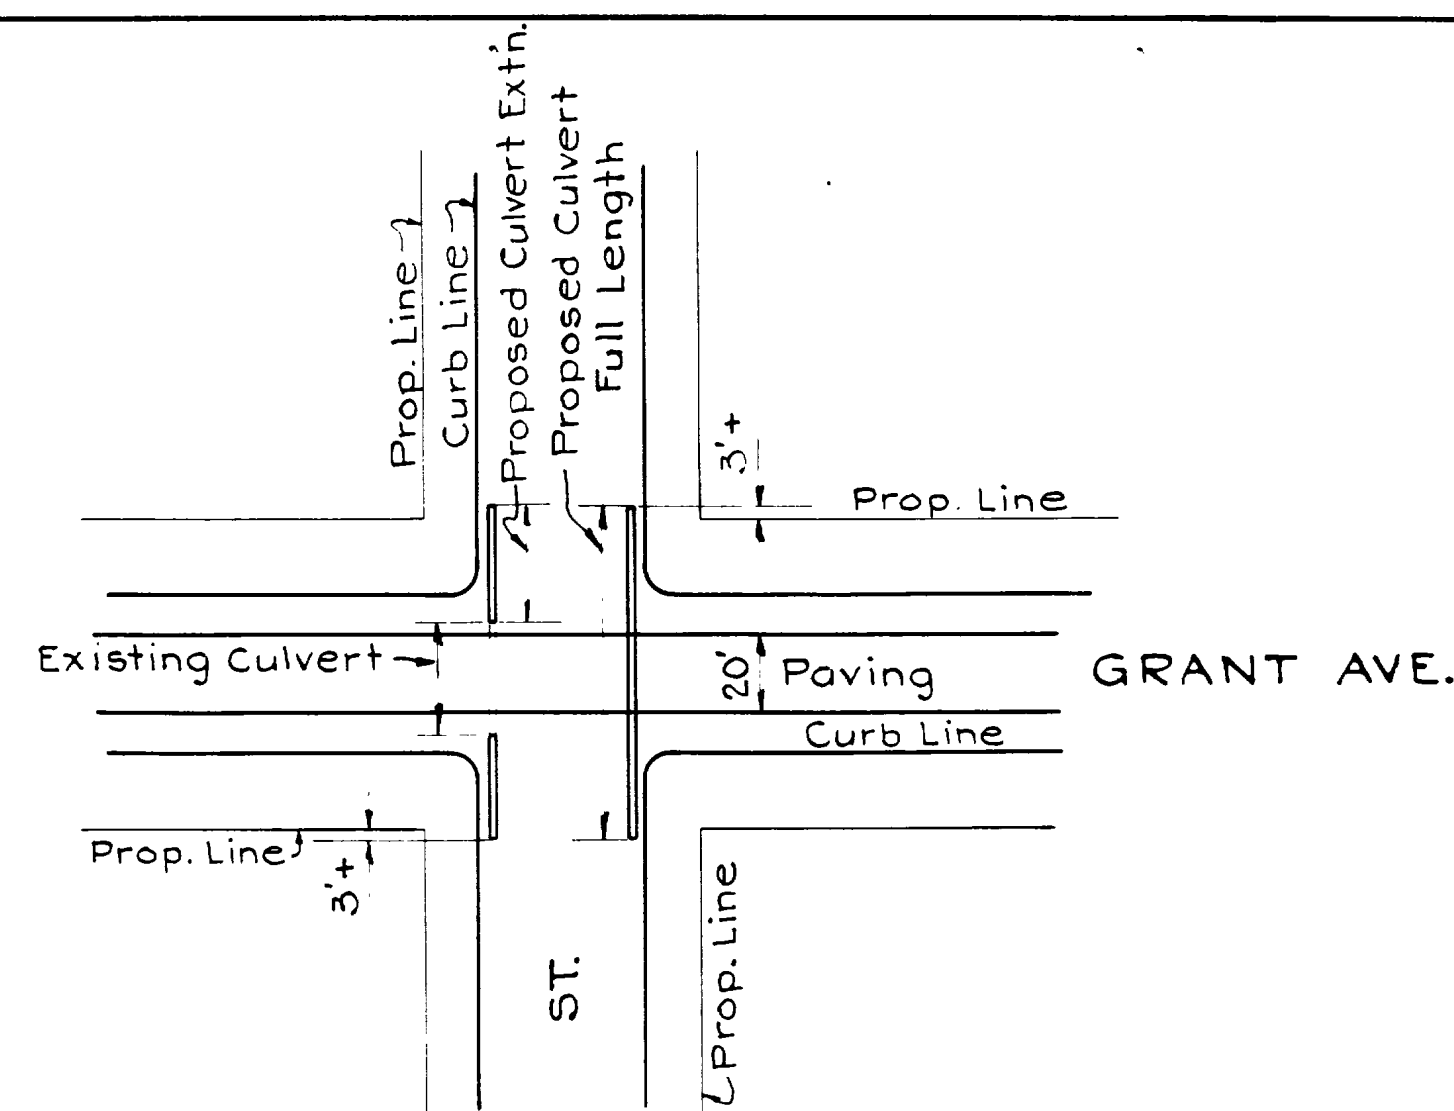 Prop. Line
Curb Line
Proposed Culvert Ext'n.
Proposed Culvert
Full Length
3'+
Prop. Line
Existing Culvert
20'
Paving
GRANT AVE.
Curb Line
Prop. Line
3'+
ST.
Prop. Line